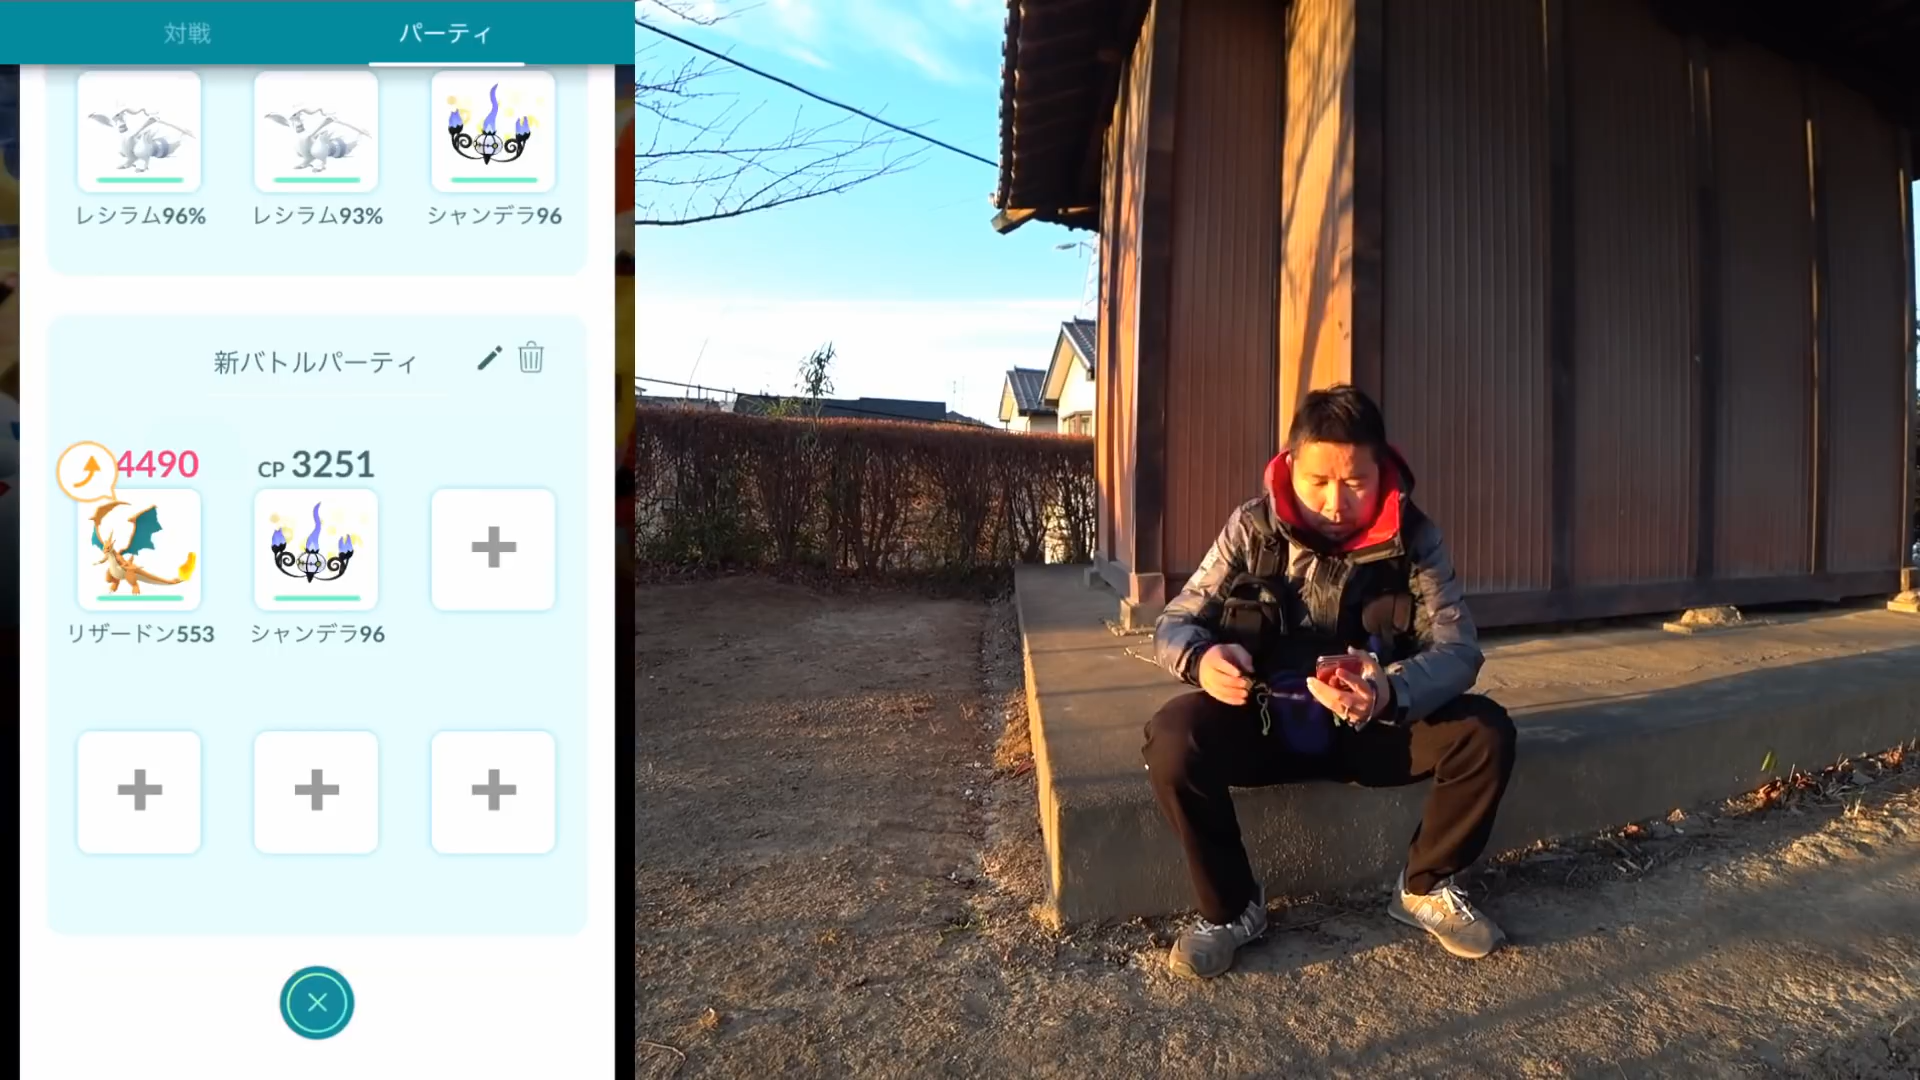 対戦
パーティ
レシラム96%
レシラム93%
シャンデラ96
新バトルパーティ
4490
CP 3251
リザードン553
シャンデラ96